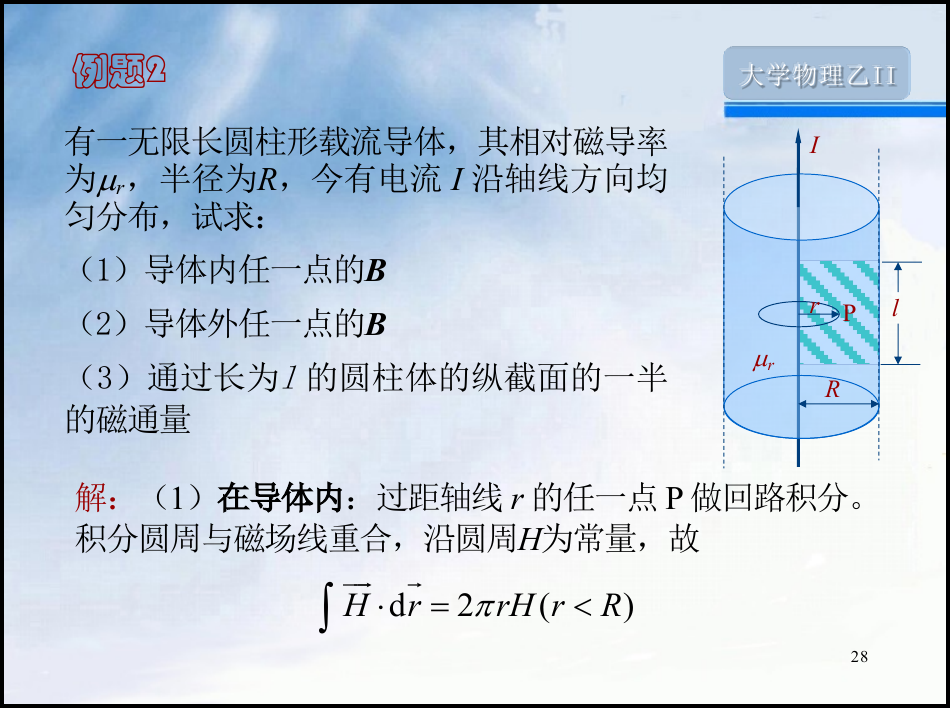 例题2
大学物理乙II
有一无限长圆柱形载流导体，其相对磁导率
为μr，半径为R，今有电流 I 沿轴线方向均
匀分布，试求：
（1）导体内任一点的B
（2）导体外任一点的B
（3）通过长为l 的圆柱体的纵截面的一半
的磁通量
I
r
P
l
μr
R
解：（1）在导体内：过距轴线 r 的任一点 P 做回路积分。
积分圆周与磁场线重合，沿圆周H为常量，故
∫ H⃗ · dr⃗ = 2πrH (r < R)
28